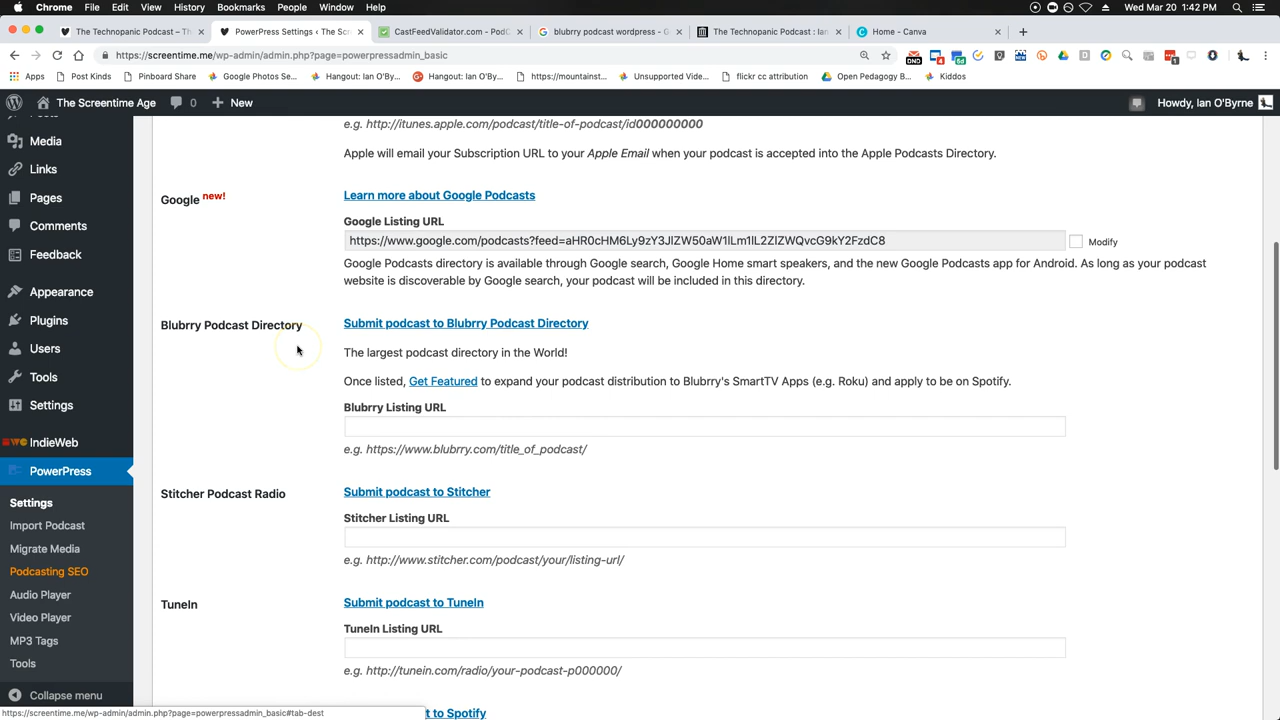 Chrome File Edit View History Bookmarks People Window Help Wed Mar 20 1:42 PM
The Technopanic Podcast – Th × PowerPress Settings ‹ The Scre × CastFeedValidator.com - PodC × blubrry podcast wordpress - G × The Technopanic Podcast : Ian × Home - Canva ×
https://screentime.me/wp-admin/admin.php?page=powerpressadmin_basic
Apps Post Kinds Pinboard Share Google Photos Se... Hangout: Ian O'By... Hangout: Ian O'By... https://mountainst... Unsupported Vide... flickr cc attribution Open Pedagogy B... Kiddos
The Screentime Age 0 + New Howdy, Ian O'Byrne
Posts
Media
Links
Pages
Comments
Feedback
Appearance
Plugins
Users
Tools
Settings
IndieWeb
PowerPress
Settings
Import Podcast
Migrate Media
Podcasting SEO
Audio Player
Video Player
MP3 Tags
Tools
Collapse menu
e.g. http://itunes.apple.com/podcast/title-of-podcast/id000000000
Apple will email your Subscription URL to your Apple Email when your podcast is accepted into the Apple Podcasts Directory.
Google new!
Learn more about Google Podcasts
Google Listing URL
https://www.google.com/podcasts?feed=aHR0cHM6Ly9zY3JlZW50aW1lLm1lL2ZlZWQvcG9kY2FzdC8 Modify
Google Podcasts directory is available through Google search, Google Home smart speakers, and the new Google Podcasts app for Android. As long as your podcast
website is discoverable by Google search, your podcast will be included in this directory.
Blubrry Podcast Directory
Submit podcast to Blubrry Podcast Directory
The largest podcast directory in the World!
Once listed, Get Featured to expand your podcast distribution to Blubrry's SmartTV Apps (e.g. Roku) and apply to be on Spotify.
Blubrry Listing URL
e.g. https://www.blubrry.com/title_of_podcast/
Stitcher Podcast Radio
Submit podcast to Stitcher
Stitcher Listing URL
e.g. http://www.stitcher.com/podcast/your/listing-url/
TuneIn
Submit podcast to TuneIn
TuneIn Listing URL
e.g. http://tunein.com/radio/your-podcast-p000000/
t to Spotify
https://screentime.me/wp-admin/admin.php?page=powerpressadmin_basic#tab-dest